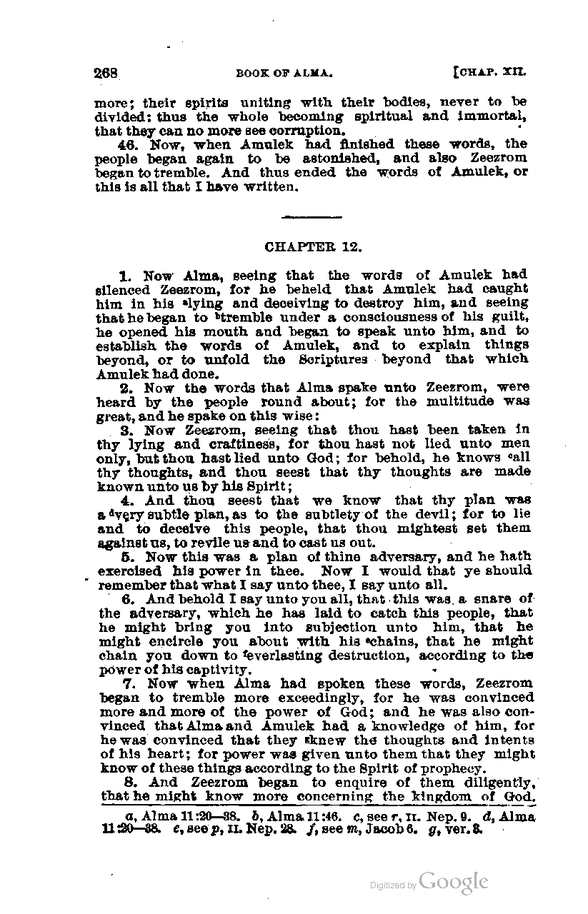 268 BOOK OF ALMA. [CHAP. XII.
more; their spirits uniting with their bodies, never to be
divided; thus the whole becoming spiritual and immortal,
that they can no more see corruption.
46. Now, when Amulek had finished these words, the
people began again to be astonished, and also Zeezrom
began to tremble. And thus ended the words of Amulek, or
this is all that I have written.
CHAPTER 12.
1. Now Alma, seeing that the words of Amulek had
silenced Zeezrom, for he beheld that Amulek had caught
him in his ᵃlying and deceiving to destroy him, and seeing
that he began to ᵇtremble under a consciousness of his guilt,
he opened his mouth and began to speak unto him, and to
establish the words of Amulek, and to explain things
beyond, or to unfold the Scriptures beyond that which
Amulek had done.
2. Now the words that Alma spake unto Zeezrom, were
heard by the people round about; for the multitude was
great, and he spake on this wise:
3. Now Zeezrom, seeing that thou hast been taken in
thy lying and craftiness, for thou hast not lied unto men
only, but thou hast lied unto God; for behold, he knows ᶜall
thy thoughts, and thou seest that thy thoughts are made
known unto us by his Spirit;
4. And thou seest that we know that thy plan was
a ᵈvery subtle plan, as to the subtlety of the devil; for to lie
and to deceive this people, that thou mightest set them
against us, to revile us and to cast us out.
5. Now this was a plan of thine adversary, and he hath
exercised his power in thee. Now I would that ye should
remember that what I say unto thee, I say unto all.
6. And behold I say unto you all, that this was a snare of
the adversary, which he has laid to catch this people, that
he might bring you into subjection unto him, that he
might encircle you about with his ᵉchains, that he might
chain you down to ᶠeverlasting destruction, according to the
power of his captivity.
7. Now when Alma had spoken these words, Zeezrom
began to tremble more exceedingly, for he was convinced
more and more of the power of God; and he was also con-
vinced that Alma and Amulek had a knowledge of him, for
he was convinced that they ᵍknew the thoughts and intents
of his heart; for power was given unto them that they might
know of these things according to the Spirit of prophecy.
8. And Zeezrom began to enquire of them diligently,
that he might know more concerning the kingdom of God.
a, Alma 11:20—38. b, Alma 11:46. c, see r, II. Nep. 9. d, Alma
11:20—38. e, see p, II. Nep. 28. f, see m, Jacob 6. g, ver. 3.
Digitized by Google